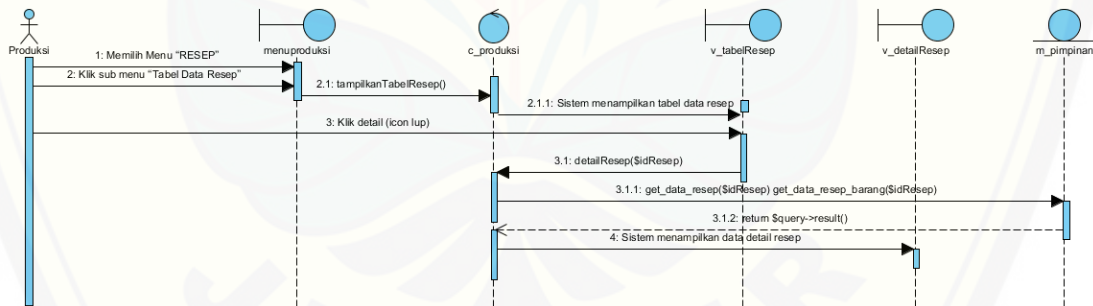 Produksi
menuproduksi
c_produksi
v_tabelResep
v_detailResep
m_pimpinan
1: Memilih Menu "RESEP"
2: Klik sub menu "Tabel Data Resep"
2.1: tampilkanTabelResep()
2.1.1: Sistem menampilkan tabel data resep
3: Klik detail (icon lup)
3.1: detailResep($idResep)
3.1.1: get_data_resep($idResep) get_data_resep_barang($idResep)
3.1.2: return $query->result()
4: Sistem menampilkan data detail resep